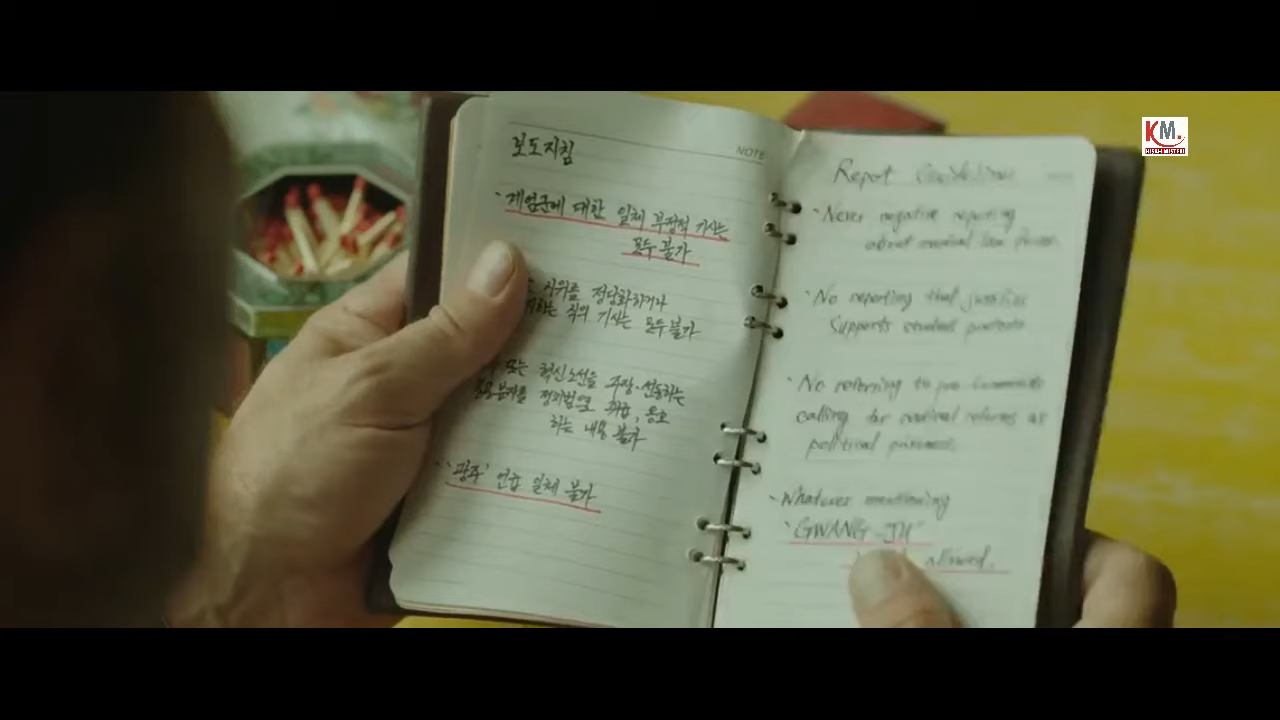 보도지침
NOTE
계엄군에 대한 일체 부정적 기사는
모두 불가
시위를 정당화하거나
하는 식의 기사는 모두 불가
또는 혁신노선을 주장·선동하는
정치범열 취급, 옹호
하는 내용 불가
'광주' 언급 일체 불가
Report Guidelines
Never negative reporting
about martial law forces
No reporting that justifies
Supports student protests
No referring to pro-Communists
calling for radical reforms as
political prisoners.
Whatever mentioning
"GWANG-JU"
allowed.
KM.